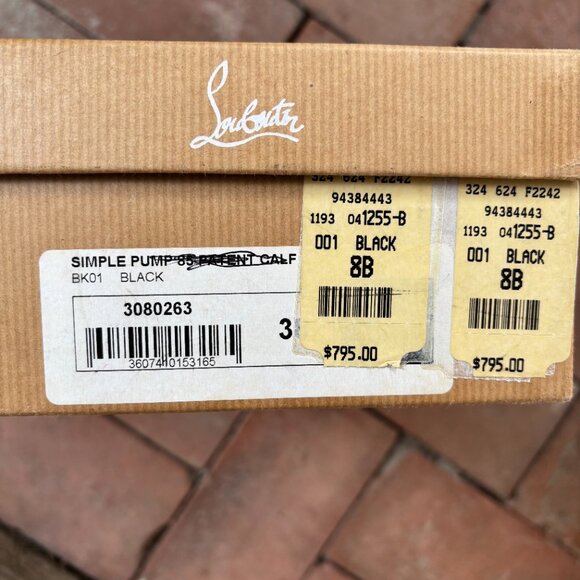 Louboutin
SIMPLE PUMP 85 PATENT CALF
BK01 BLACK
3080263
3
3607410153165
324 624 F2242
94384443
1193 041255-B
001 BLACK
8B
$795.00
324 624 F2242
94384443
1193 041255-B
001 BLACK
8B
$795.00